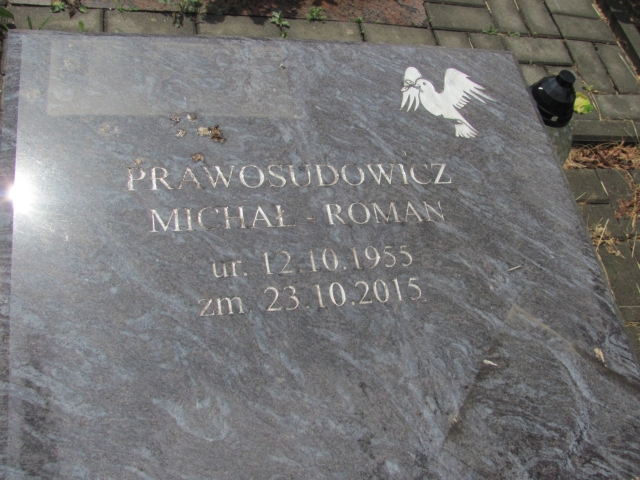 PRAWOSUDOWICZ
MICHAŁ - ROMAN
ur. 12.10.1955
zm. 23.10.2015